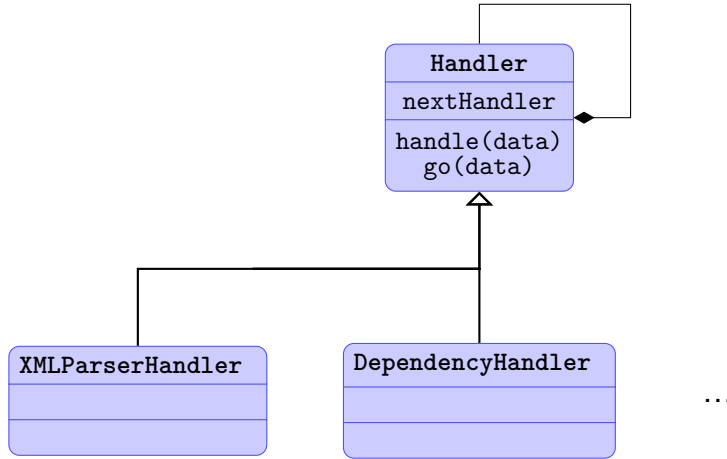 Handler
nextHandler
handle(data)
go(data)
XMLParserHandler
DependencyHandler
...